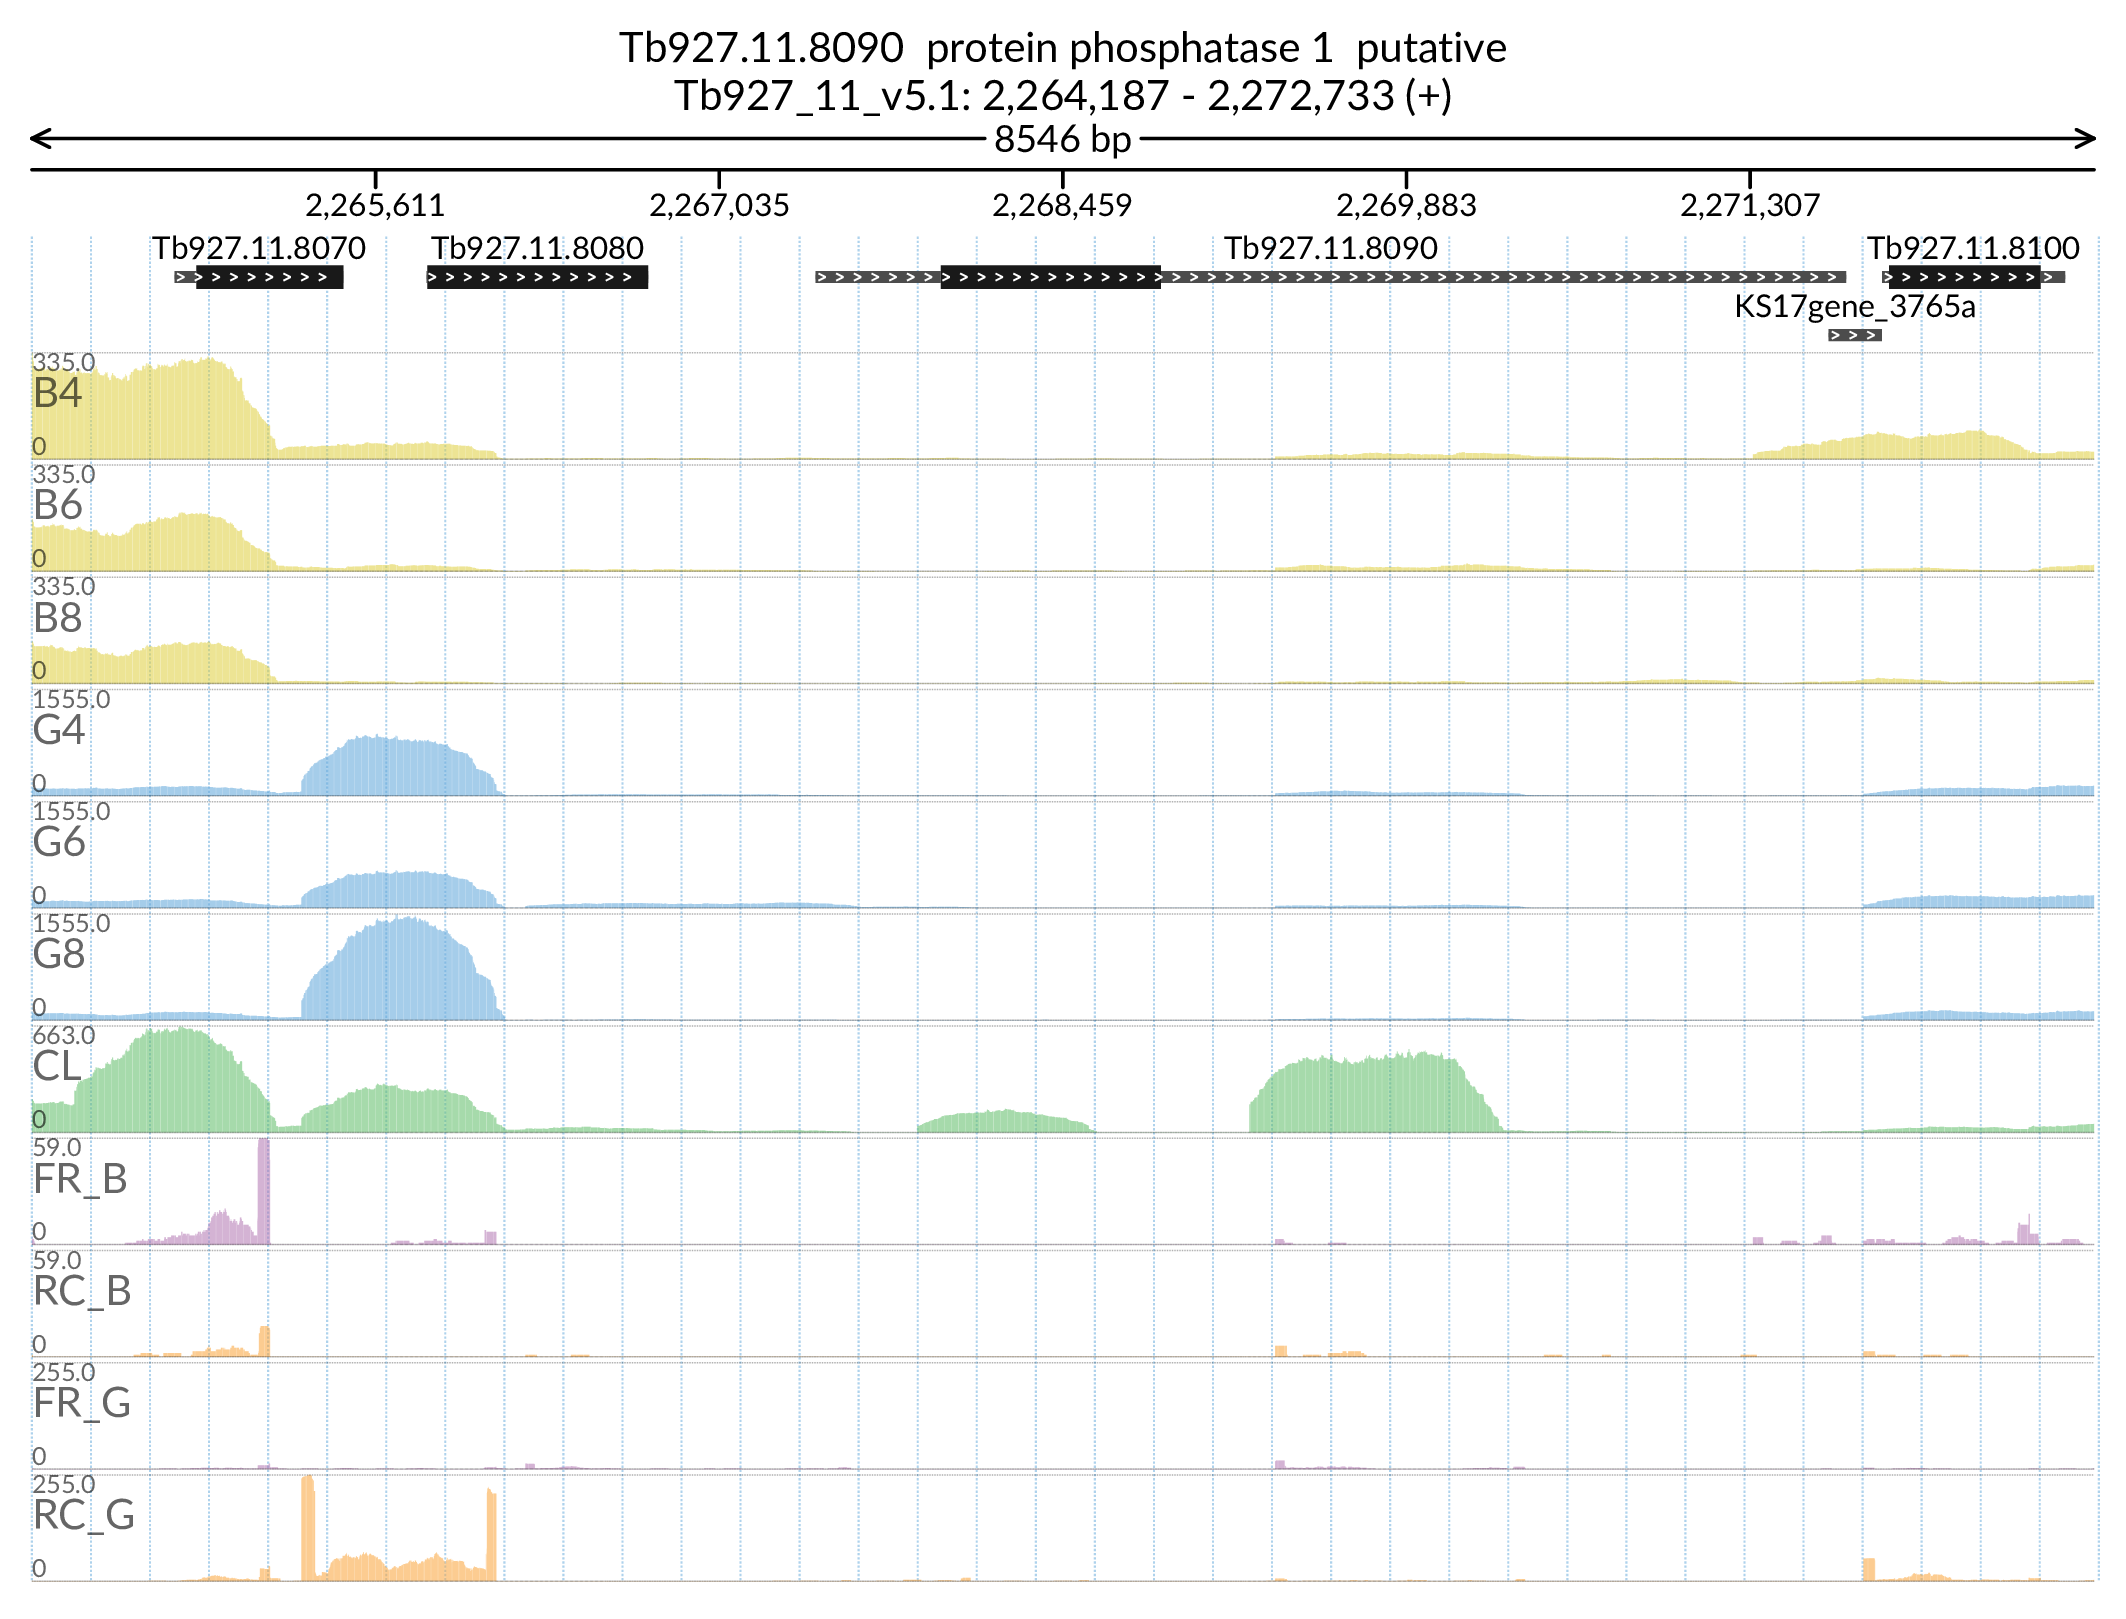 Tb927.11.8090 protein phosphatase 1 putative
Tb927_11_v5.1: 2,264,187 - 2,272,733 (+)
8546 bp
2,265,611 2,267,035 2,268,459 2,269,883 2,271,307
Tb927.11.8070 Tb927.11.8080 Tb927.11.8090 Tb927.11.8100
KS17gene_3765a
335.0
B4
0
335.0
B6
0
335.0
B8
0
1555.0
G4
0
1555.0
G6
0
1555.0
G8
0
663.0
CL
0
59.0
FR_B
0
59.0
RC_B
0
255.0
FR_G
0
255.0
RC_G
0